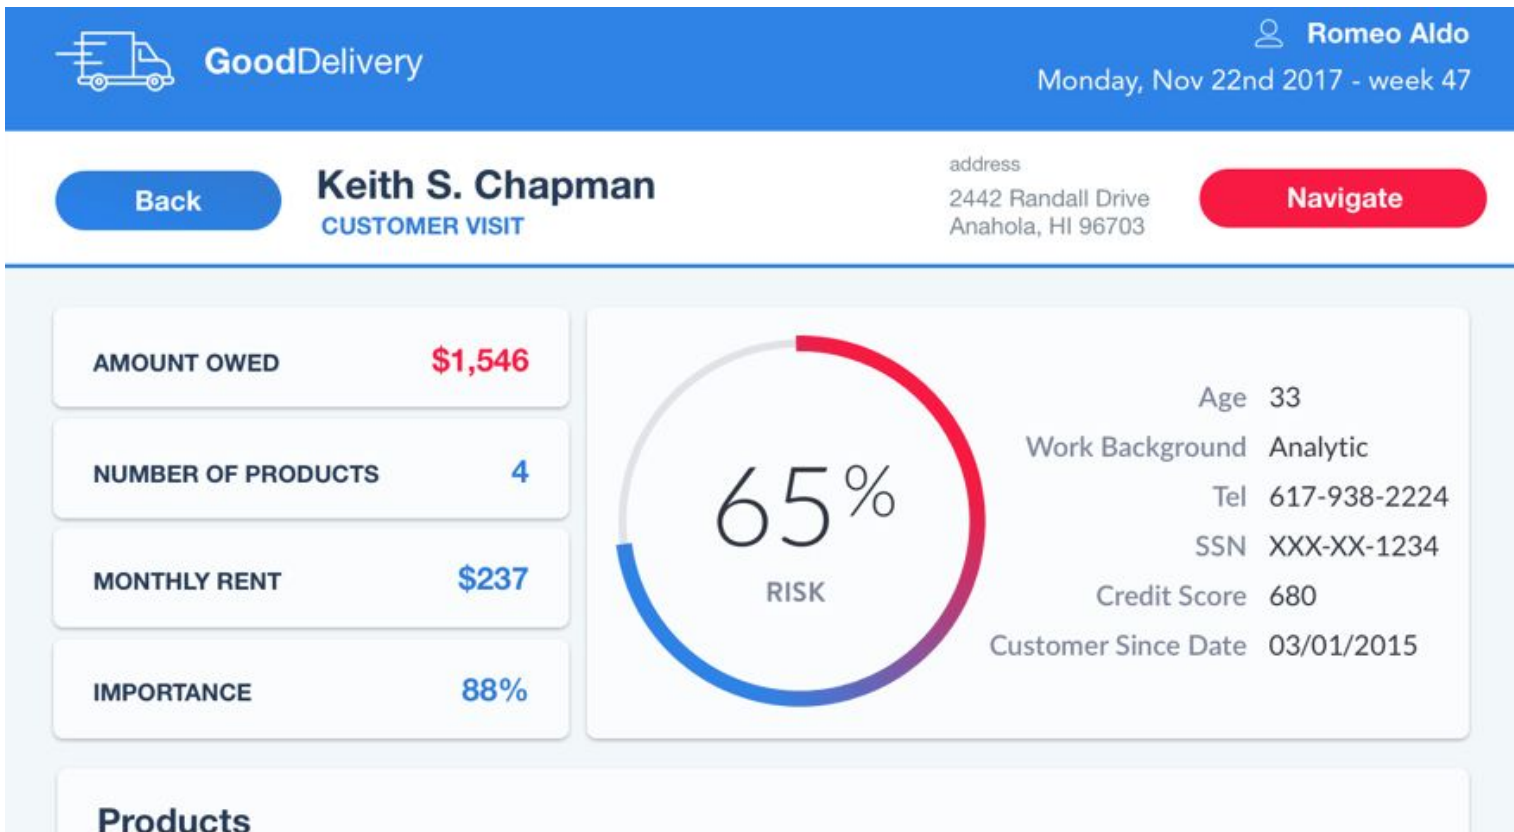 GoodDelivery
Romeo Aldo
Monday, Nov 22nd 2017 - week 47
Back
Keith S. Chapman
CUSTOMER VISIT
address
2442 Randall Drive
Anahola, HI 96703
Navigate
AMOUNT OWED $1,546
NUMBER OF PRODUCTS 4
MONTHLY RENT $237
IMPORTANCE 88%
65%
RISK
Age 33
Work Background Analytic
Tel 617-938-2224
SSN XXX-XX-1234
Credit Score 680
Customer Since Date 03/01/2015
Products